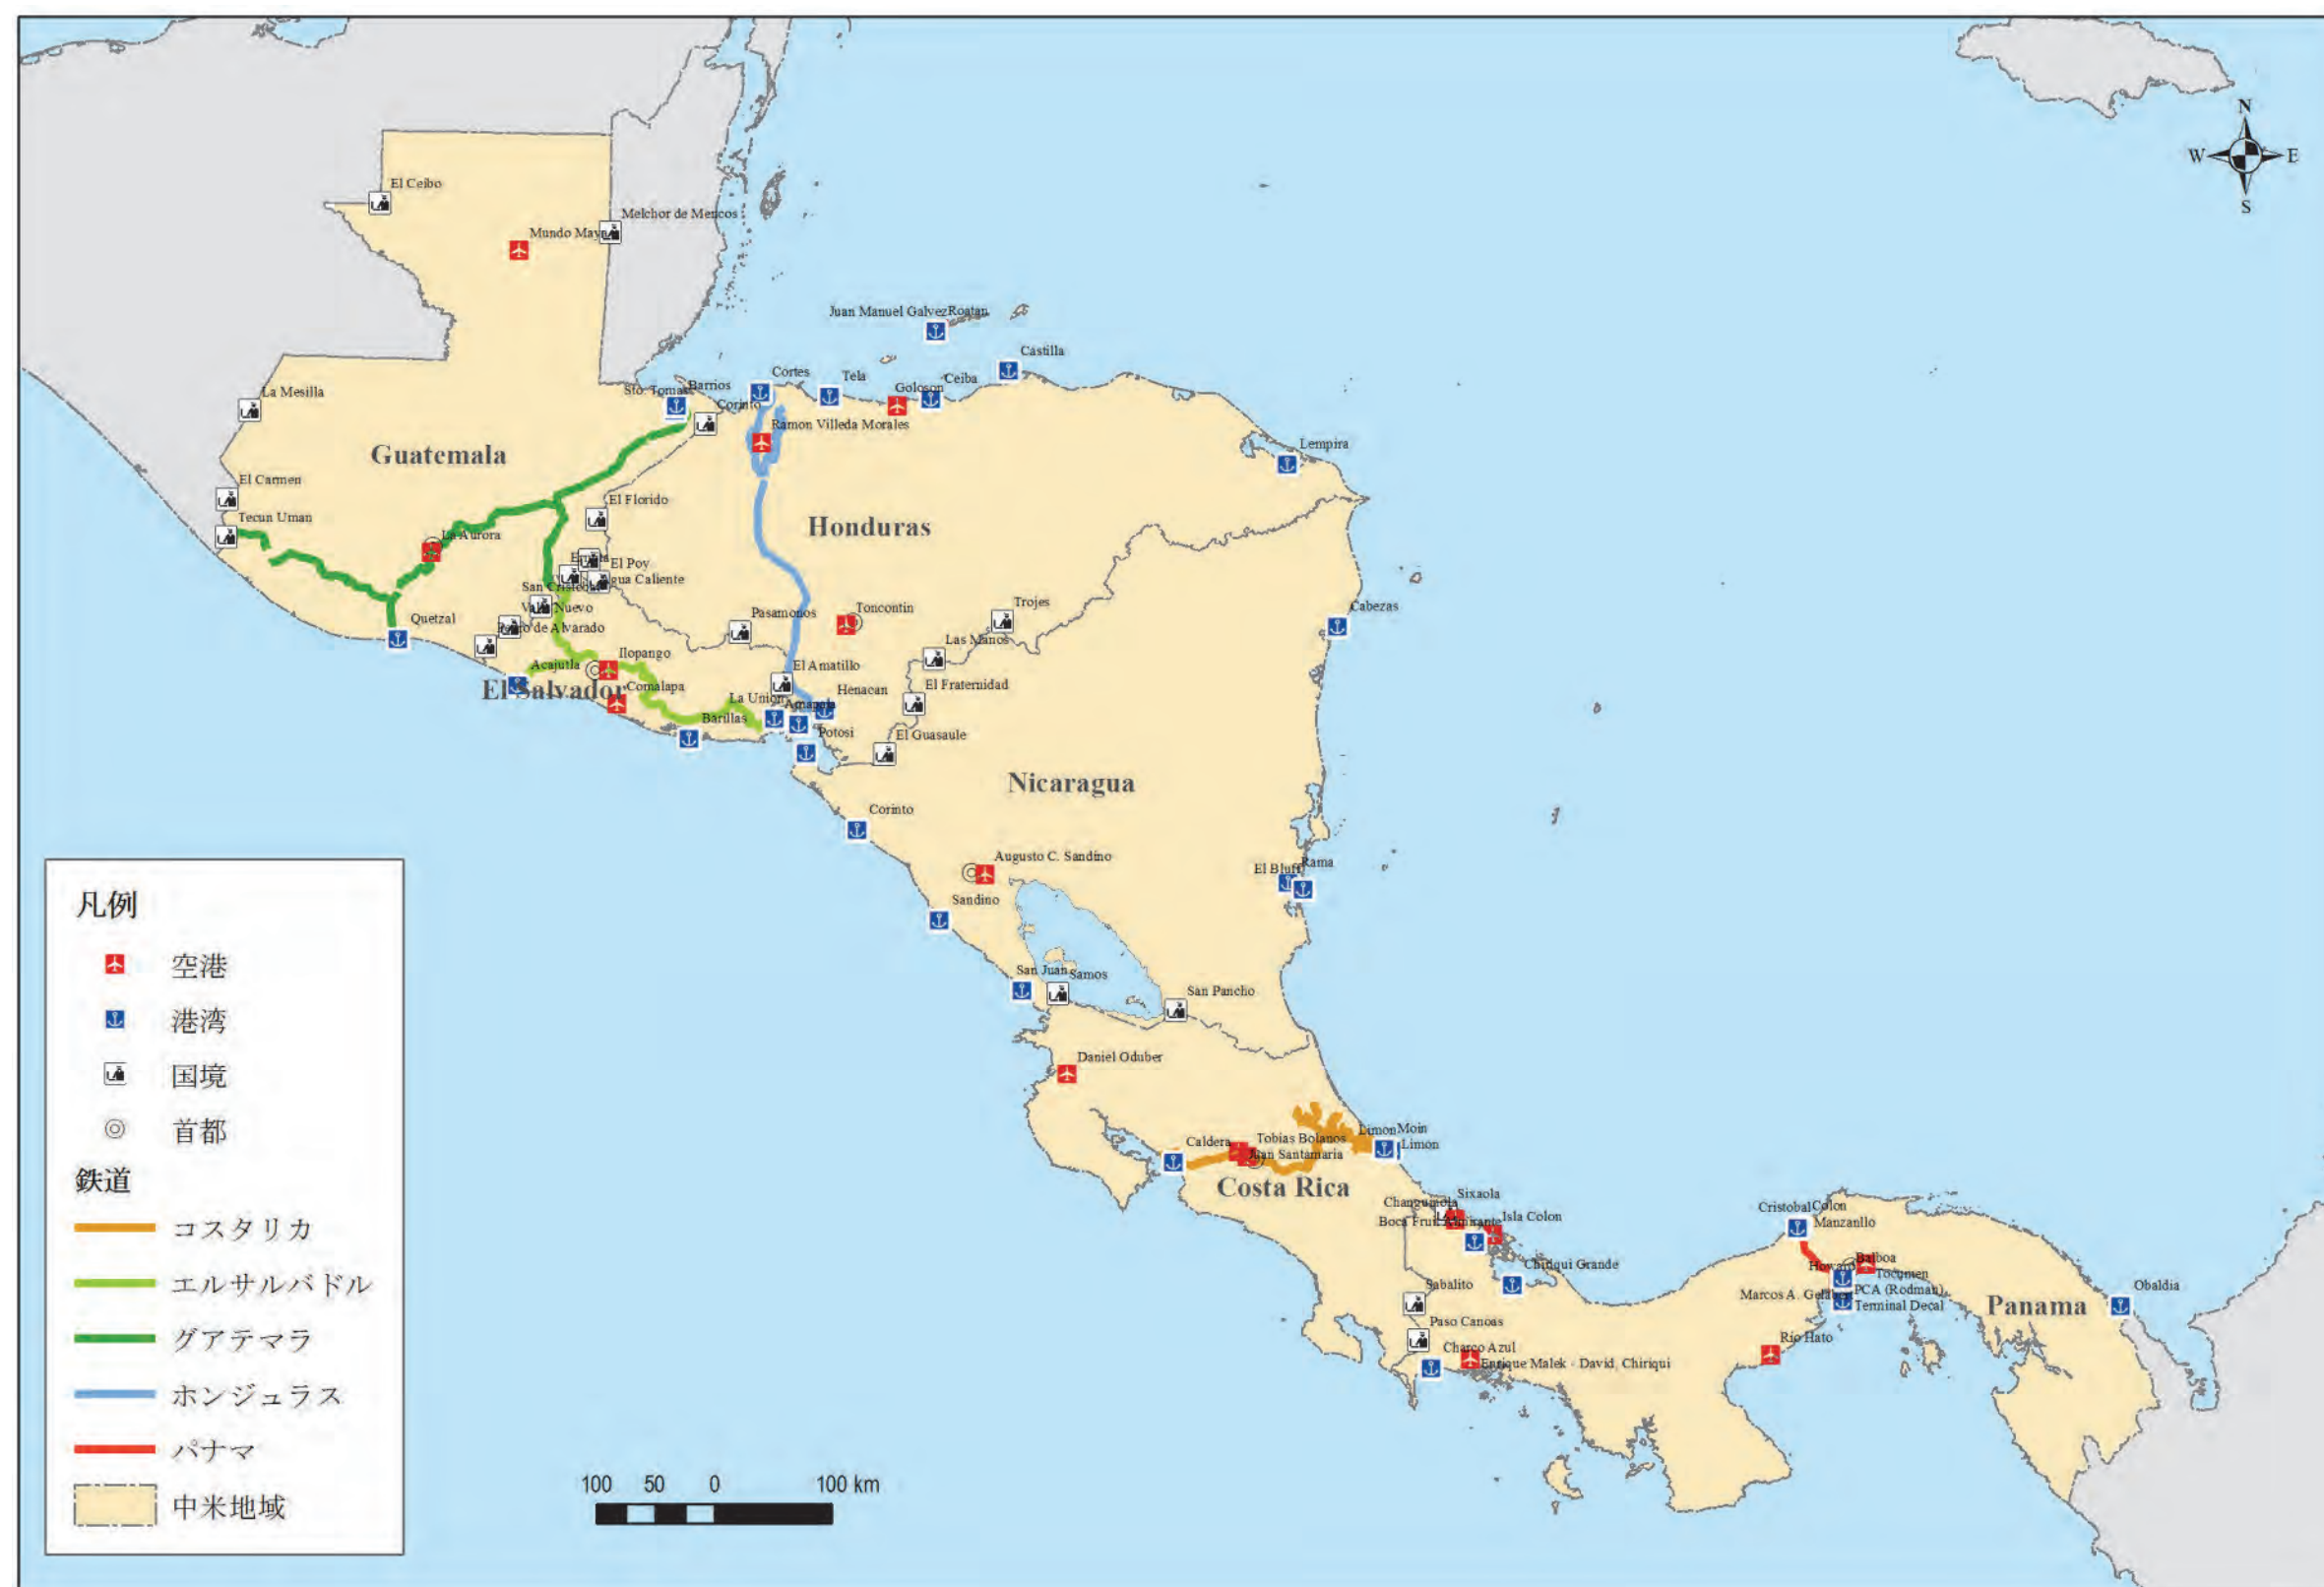 N
W
E
S
El Ceibo
Melchor de Mencos
Mundo Maya
Juan Manuel Galvez
Roatan
Castilla
La Mesilla
Sto. Tomas
Barrios
Cortes
Tela
Goloson
Ceiba
Corinto
Ramon Villeda Morales
Guatemala
Lempira
El Carmen
El Florido
Tecun Uman
Honduras
La Aurora
El Poy
Agua Caliente
San Cristobal
Valle Nuevo
Pedro de Alvarado
Quetzal
Pasamonos
Toncontin
Trojes
Cabezas
Las Manos
Acajutla
Ilopango
El Amatillo
El Salvador
Comalapa
La Union
Amapala
Henacan
El Fraternidad
Barillas
Potosi
El Guasaule
Nicaragua
Corinto
Augusto C. Sandino
El Bluff
Rama
Sandino
San Juan
Samos
San Pancho
Daniel Oduber
Caldera
Tobias Bolanos
Juan Santamaria
Limon
Moin
Limon
Costa Rica
Changuinola
Sixaola
Boca Fruit
Almirante
Isla Colon
Chiriqui Grande
Sabalito
Paso Canoas
Charco Azul
Enrique Malek - David, Chiriqui
Cristobal
Colon
Manzanllo
Balboa
Howard
Tocumen
Marcos A. Gelabert
PCA (Rodman)
Terminal Decal
Rio Hato
Panama
Obaldia
凡例
空港
港湾
国境
首都
鉄道
コスタリカ
エルサルバドル
グアテマラ
ホンジュラス
パナマ
中米地域
100 50 0 100 km